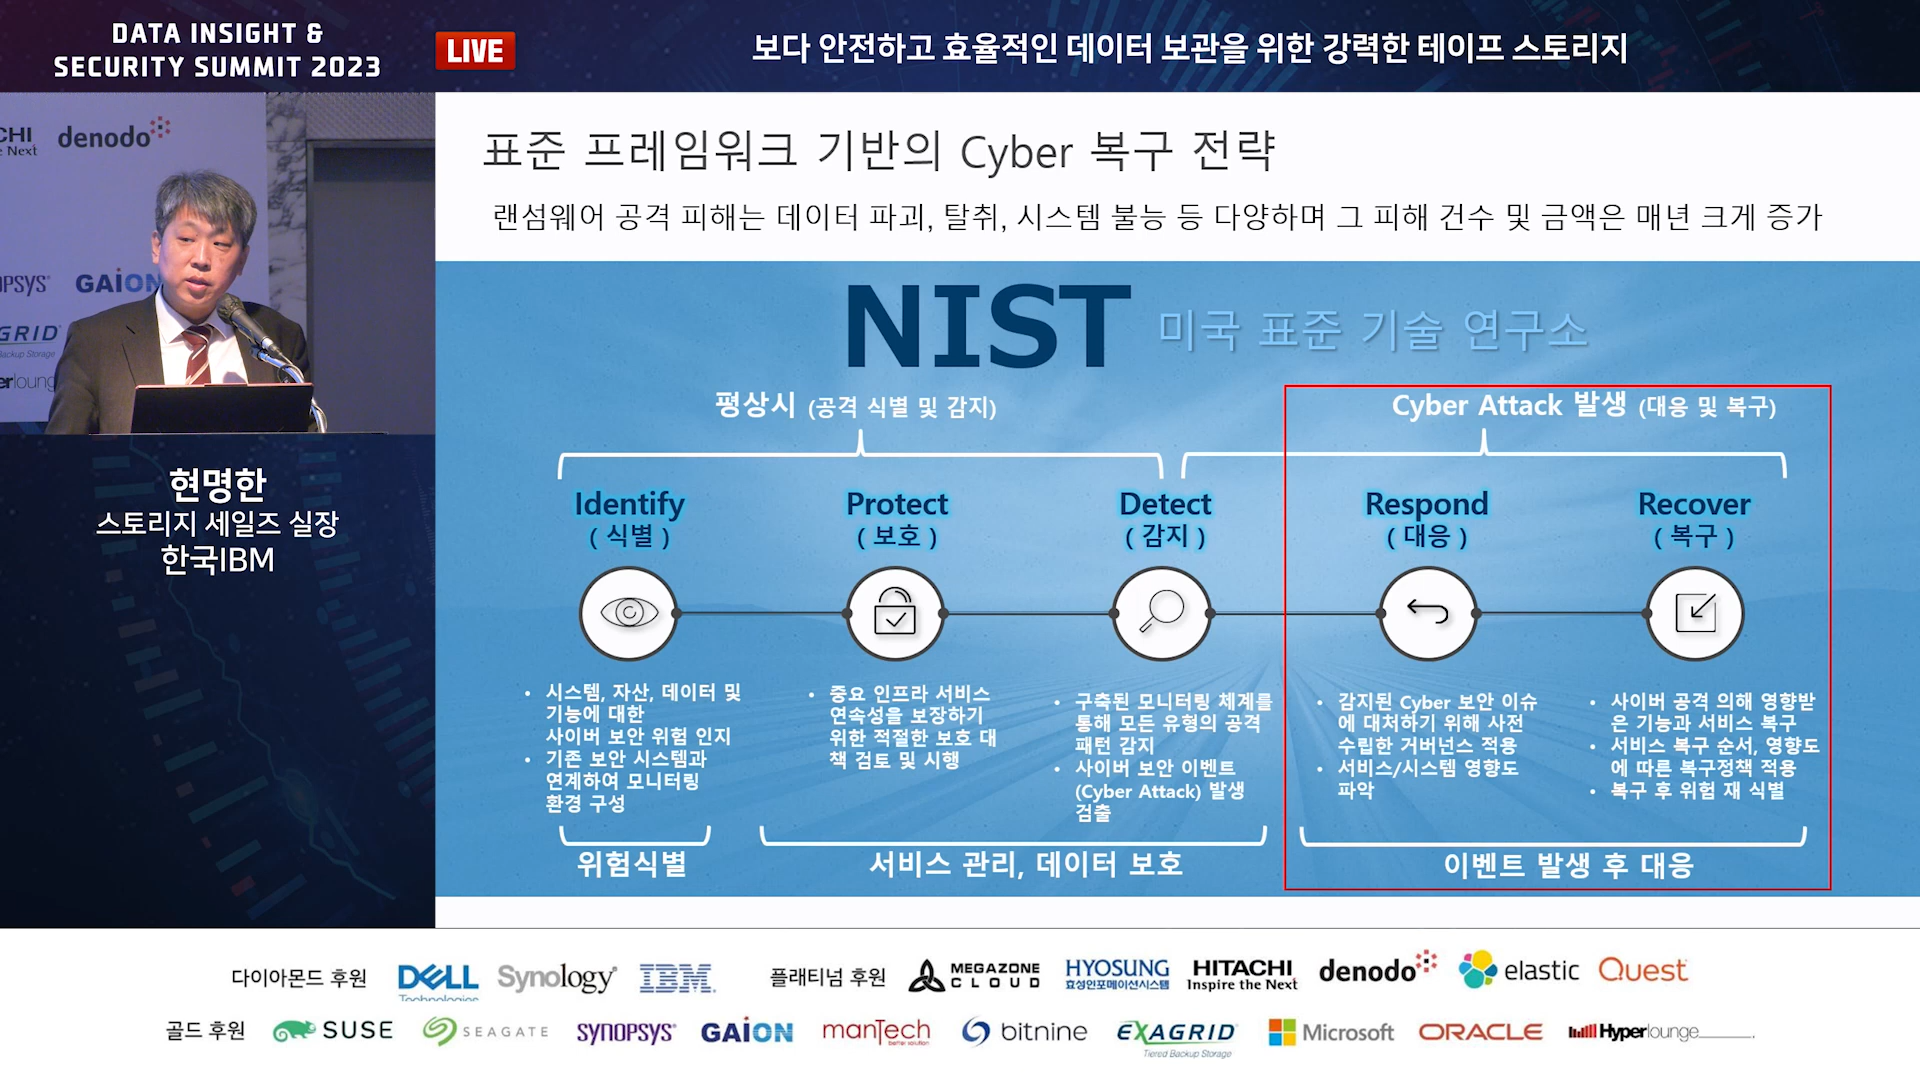 DATA INSIGHT &
SECURITY SUMMIT 2023
LIVE
보다 안전하고 효율적인 데이터 보관을 위한 강력한 테이프 스토리지
CHI
Next
denodo
OPSYS
GAION
GRID
Backup Storage
erloung
현명한
스토리지 세일즈 실장
한국IBM
표준 프레임워크 기반의 Cyber 복구 전략
랜섬웨어 공격 피해는 데이터 파괴, 탈취, 시스템 불능 등 다양하며 그 피해 건수 및 금액은 매년 크게 증가
NIST 미국 표준 기술 연구소
평상시 (공격 식별 및 감지)
Cyber Attack 발생 (대응 및 복구)
Identify
( 식별 )
Protect
( 보호 )
Detect
( 감지 )
Respond
( 대응 )
Recover
( 복구 )
• 시스템, 자산, 데이터 및
기능에 대한
사이버 보안 위험 인지
• 기존 보안 시스템과
연계하여 모니터링
환경 구성
• 중요 인프라 서비스
연속성을 보장하기
위한 적절한 보호 대
책 검토 및 시행
• 구축된 모니터링 체계를
통해 모든 유형의 공격
패턴 감지
• 사이버 보안 이벤트
(Cyber Attack) 발생
검출
• 감지된 Cyber 보안 이슈
에 대처하기 위해 사전
수립한 거버넌스 적용
• 서비스/시스템 영향도
파악
• 사이버 공격 의해 영향받
은 기능과 서비스 복구
• 서비스 복구 순서, 영향도
에 따른 복구정책 적용
• 복구 후 위험 재 식별
위험식별
서비스 관리, 데이터 보호
이벤트 발생 후 대응
다이아몬드 후원
DELL
Technologies
Synology
IBM
플래티넘 후원
MEGAZONE
CLOUD
HYOSUNG
효성인포메이션시스템
HITACHI
Inspire the Next
denodo
elastic
Quest
골드 후원
SUSE
SEAGATE
SYNOPSYS
GAION
manTech
better solution
bitnine
EXAGRID
Tiered Backup Storage
Microsoft
ORACLE
Hyperlounge